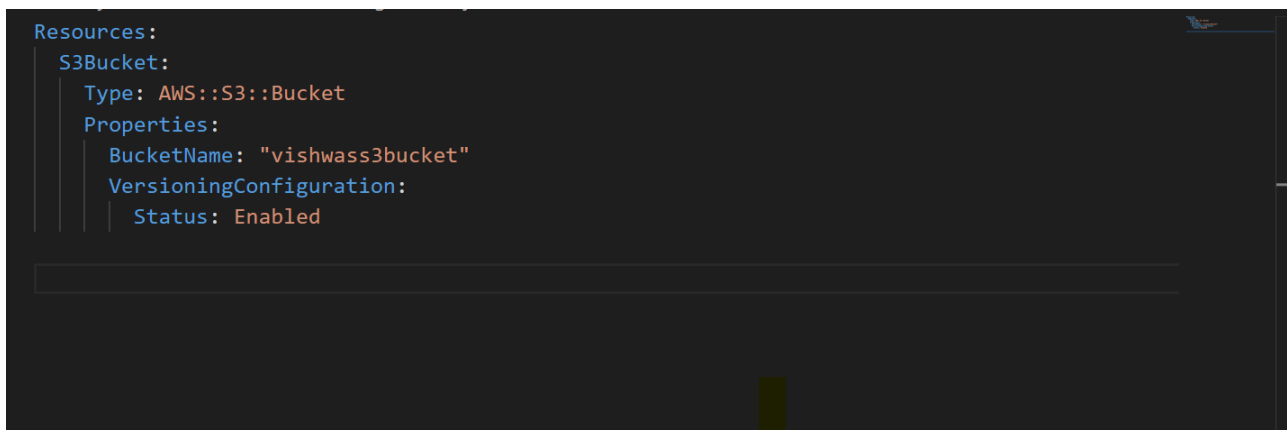 Resources:
S3Bucket:
Type: AWS::S3::Bucket
Properties:
BucketName: "vishwass3bucket"
VersioningConfiguration:
Status: Enabled